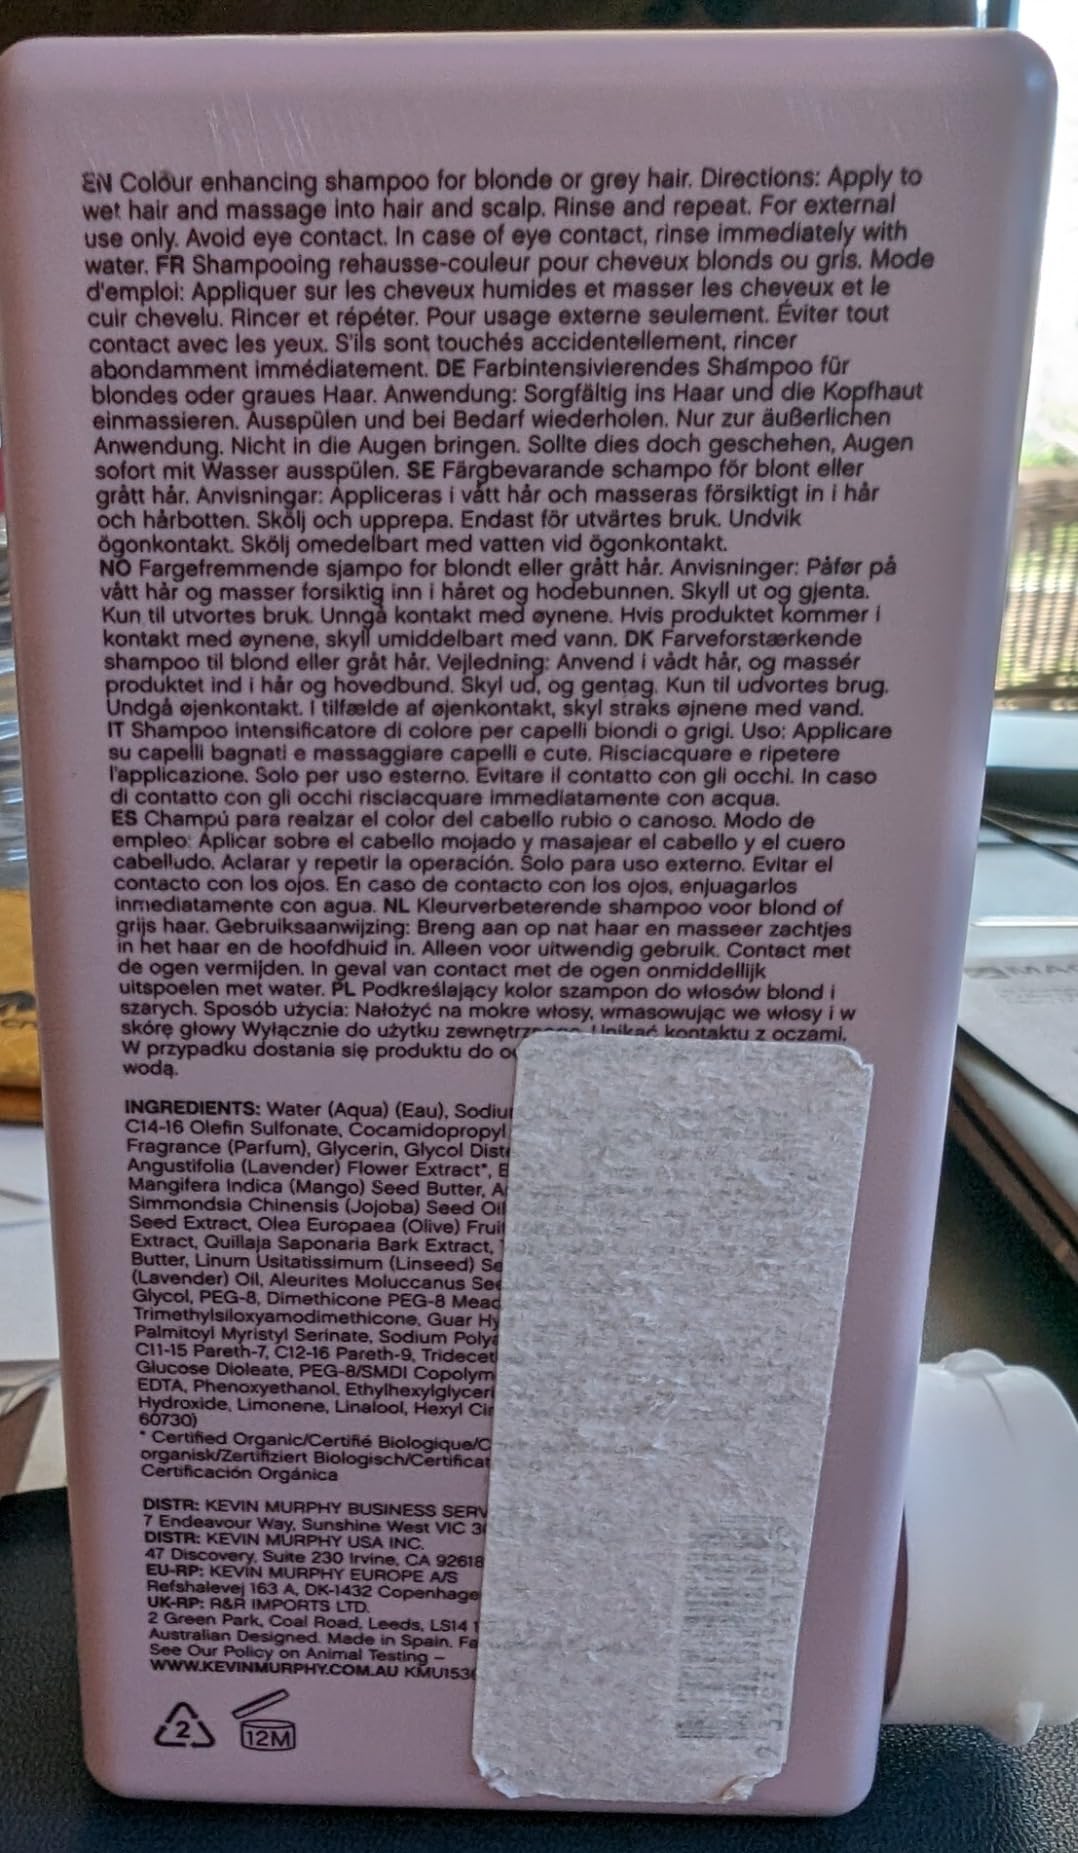 EN Colour enhancing shampoo for blonde or grey hair. Directions: Apply to
wet hair and massage into hair and scalp. Rinse and repeat. For external
use only. Avoid eye contact. In case of eye contact, rinse immediately with
water. FR Shampooing rehausse-couleur pour cheveux blonds ou gris. Mode
d'emploi: Appliquer sur les cheveux humides et masser les cheveux et le
cuir chevelu. Rincer et répéter. Pour usage externe seulement. Éviter tout
contact avec les yeux. S'ils sont touchés accidentellement, rincer
abondamment immédiatement. DE Farbintensivierendes Shampoo für
blondes oder graues Haar. Anwendung: Sorgfältig ins Haar und die Kopfhaut
einmassieren. Ausspülen und bei Bedarf wiederholen. Nur zur äußerlichen
Anwendung. Nicht in die Augen bringen. Sollte dies doch geschehen, Augen
sofort mit Wasser ausspülen. SE Färgbevarande schampo för blont eller
grått hår. Anvisningar: Appliceras i vått hår och masseras försiktigt in i hår
och hårbotten. Skölj och upprepa. Endast för utvärtes bruk. Undvik
ögonkontakt. Skölj omedelbart med vatten vid ögonkontakt.
NO Fargefremmende sjampo for blondt eller grått hår. Anvisninger: Påfør på
vått hår og masser forsiktig inn i håret og hodebunnen. Skyll ut og gjenta.
Kun til utvortes bruk. Unngå kontakt med øynene. Hvis produktet kommer i
kontakt med øynene, skyll umiddelbart med vann. DK Farveforstærkende
shampoo til blond eller gråt hår. Vejledning: Anvend i vådt hår, og massér
produktet ind i hår og hovedbund. Skyl ud, og gentag. Kun til udvortes brug.
Undgå øjenkontakt. I tilfælde af øjenkontakt, skyl straks øjnene med vand.
IT Shampoo intensificatore di colore per capelli biondi o grigi. Uso: Applicare
su capelli bagnati e massaggiare capelli e cute. Risciacquare e ripetere
l'applicazione. Solo per uso esterno. Evitare il contatto con gli occhi. In caso
di contatto con gli occhi risciacquare immediatamente con acqua.
ES Champú para realzar el color del cabello rubio o canoso. Modo de
empleo: Aplicar sobre el cabello mojado y masajear el cabello y el cuero
cabelludo. Aclarar y repetir la operación. Solo para uso externo. Evitar el
contacto con los ojos. En caso de contacto con los ojos, enjuagarlos
inmediatamente con agua. NL Kleurverbeterende shampoo voor blond of
grijs haar. Gebruiksaanwijzing: Breng aan op nat haar en masseer zachtjes
in het haar en de hoofdhuid in. Alleen voor uitwendig gebruik. Contact met
de ogen vermijden. In geval van contact met de ogen onmiddellijk
uitspoelen met water. PL Podkreślający kolor szampon do włosów blond i
szarych. Sposób użycia: Nałożyć na mokre włosy, wmasowując we włosy i w
skórę głowy Wyłącznie do użytku Unikać kontaktu z oczami.
W przypadku dostania się produktu do
wodą.
INGREDIENTS: Water (Aqua) (Eau), Sodiu
C14-16 Olefin Sulfonate, Cocamidopropyl
Fragrance (Parfum), Glycerin, Glycol Dist
Angustifolia (Lavender) Flower Extract*,
Mangifera Indica (Mango) Seed Butter,
Simmondsia Chinensis (Jojoba) Seed Oil
Seed Extract, Olea Europaea (Olive) Frui
Extract, Quillaja Saponaria Bark Extract,
Butter, Linum Usitatissimum (Linseed) Se
(Lavender) Oil, Aleurites Moluccanus See
Glycol, PEG-8, Dimethicone PEG-8 Mead
Trimethylsiloxyamodimethicone, Guar Hy
Palmitoyl Myristyl Serinate, Sodium Polya
C11-15 Pareth-7, C12-16 Pareth-9, Tridecet
Glucose Dioleate, PEG-8/SMDI Copolym
EDTA, Phenoxyethanol, Ethylhexylglyceri
Hydroxide, Limonene, Linalool, Hexyl Cin
60730)
* Certified Organic/Certifié Biologique/C
organisk/Zertifiziert Biologisch/Certificat
Certificación Orgánica
DISTR: KEVIN MURPHY BUSINESS SERV
7 Endeavour Way, Sunshine West VIC 3
DISTR: KEVIN MURPHY USA INC.
47 Discovery, Suite 230 Irvine, CA 92618
EU-RP: KEVIN MURPHY EUROPE A/S
Refshalevej 163 A, DK-1432 Copenhage
UK-RP: R&R IMPORTS LTD.
2 Green Park, Coal Road, Leeds, LS14 1
Australian Designed. Made in Spain. Fa
See Our Policy on Animal Testing –
WWW.KEVINMURPHY.COM.AU KMU153
2
12M